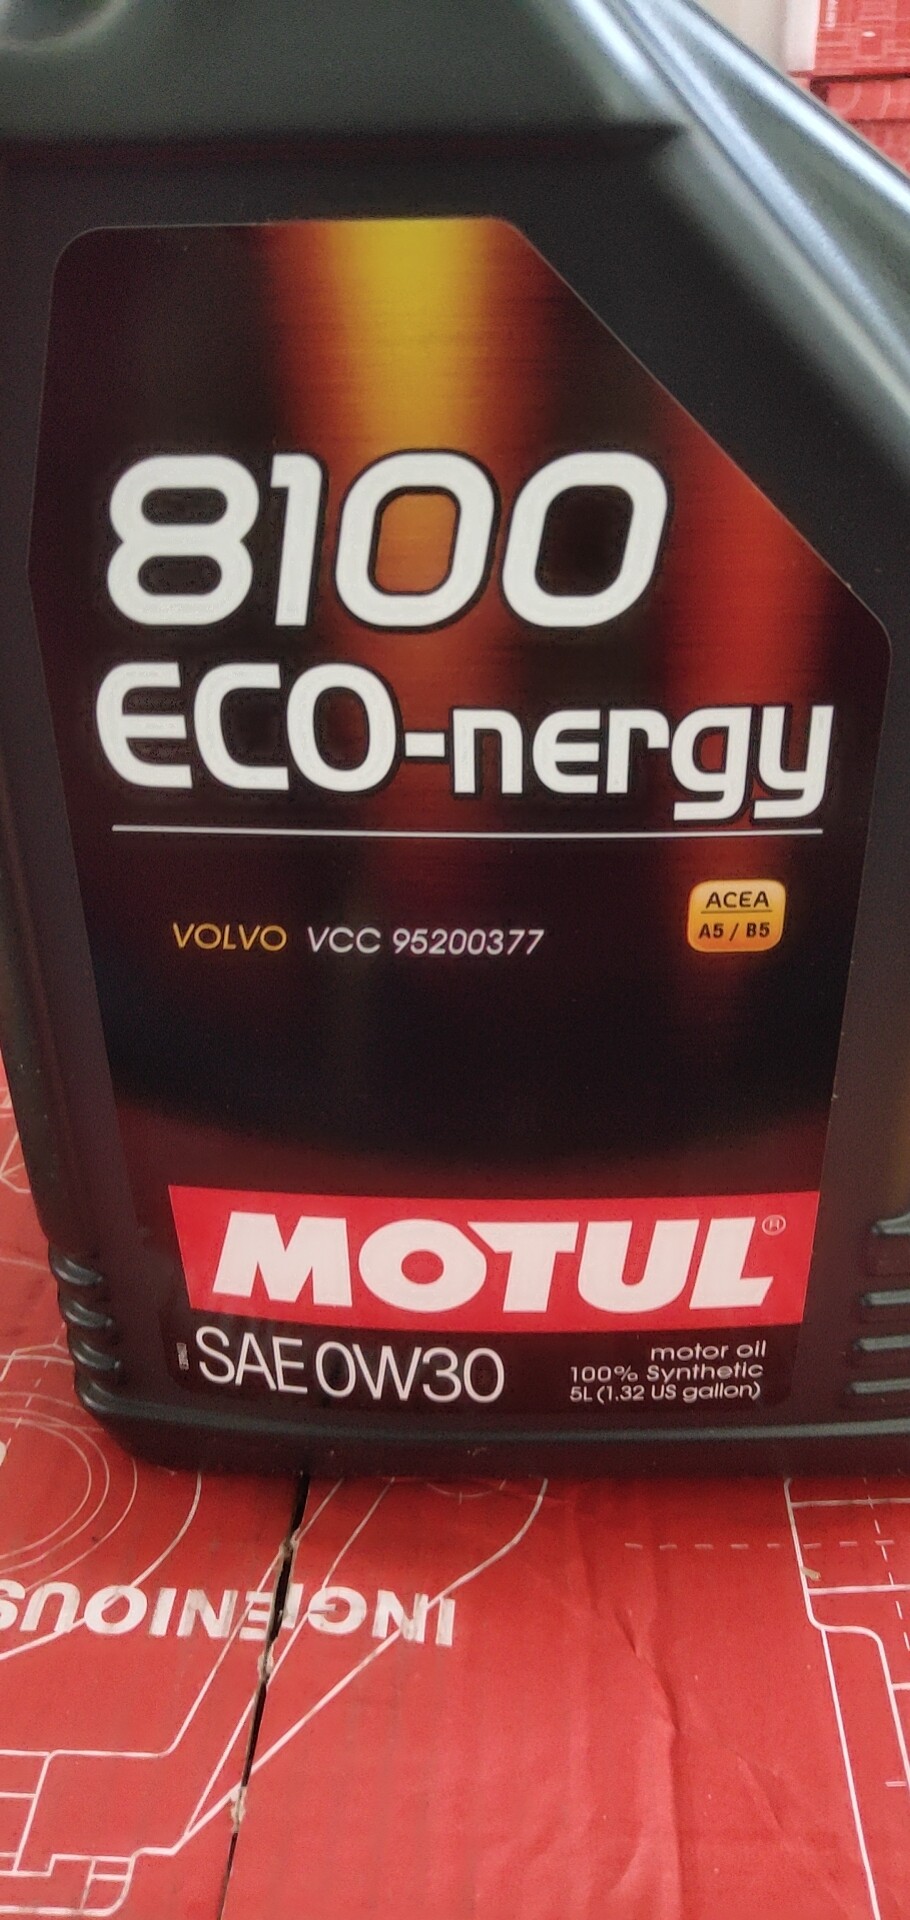 8100
ECO-nergy
VOLVO VCC 95200377
ACEA
A5 / B5
MOTUL®
SAE 0W30
motor oil
100% Synthetic
5L (1.32 US gallon)
INGENIOUS